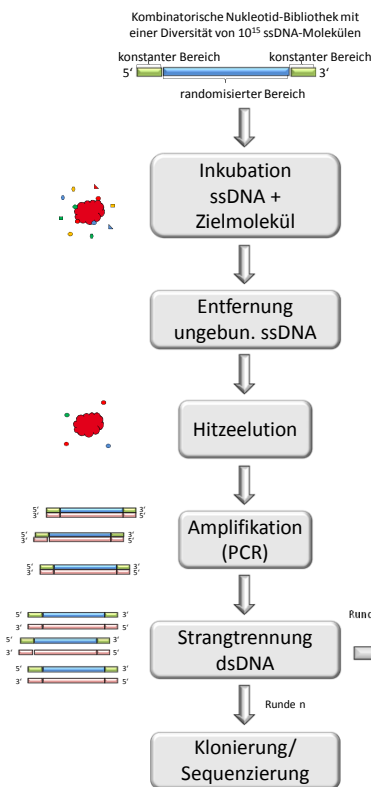 Kombinatorische Nukleotid-Bibliothek mit
einer Diversität von 10¹⁵ ssDNA-Molekülen
konstanter Bereich konstanter Bereich
5‘ 3‘
randomisierter Bereich
Inkubation
ssDNA +
Zielmolekül
Entfernung
ungebun. ssDNA
Hitzeelution
5‘ 3‘
3‘ 5‘
5‘ 3‘
3‘ 5‘
5‘ 3‘
3‘ 5‘
Amplifikation
(PCR)
5‘ 3‘
3‘ 5‘
5‘ 3‘
3‘ 5‘
5‘ 3‘
3‘ 5‘
Strangtrennung
dsDNA
Runde n
Klonierung/
Sequenzierung